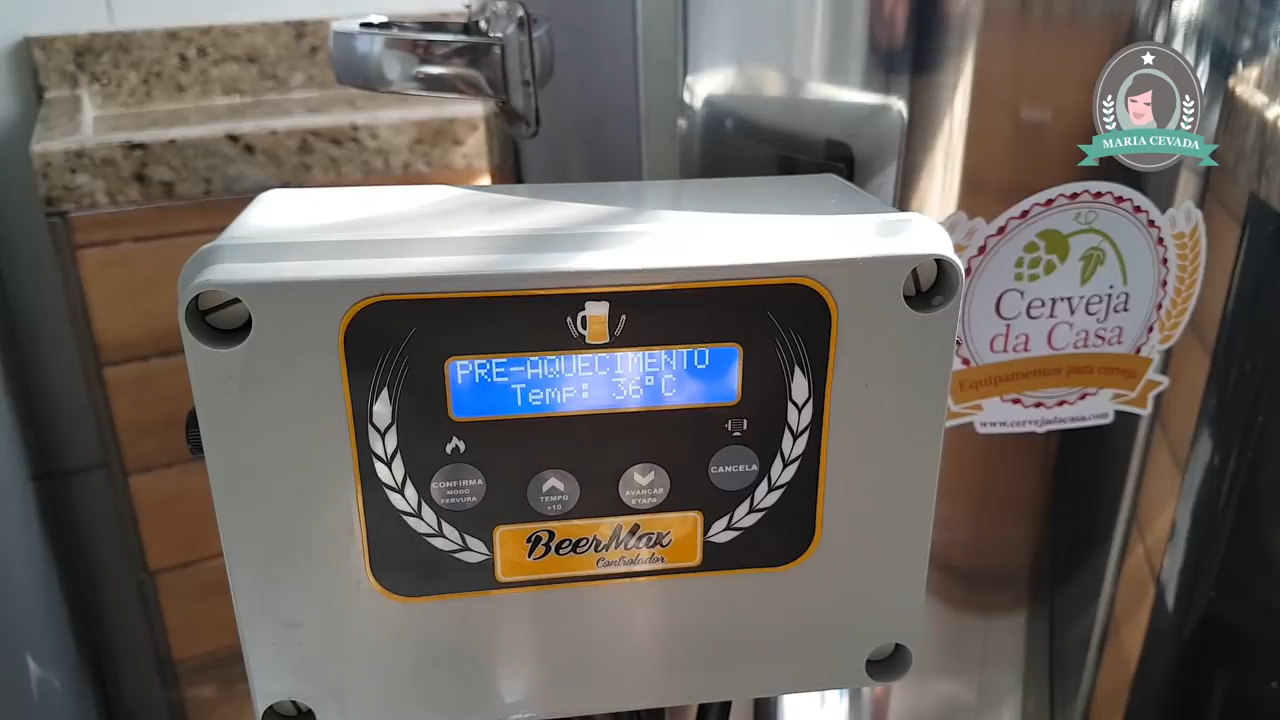 MARIA CEVADA
PRE-AQUECIMENTO
Temp: 36°C
CONFIRMA
MODO
FERVURA
TEMPO
+10
AVANÇAR
ETAPA
CANCELA
BeerMax
Controlador
Cerveja
da Casa
Equipamentos para cerveja
www.cervejadacasa.com